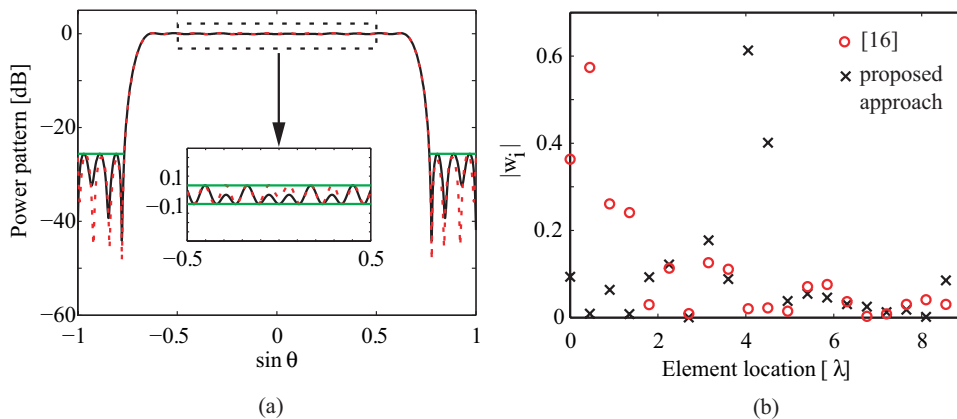 0
−20
−40
−60
Power pattern [dB]
0.1
−0.1
−0.5
0.5
−1
−0.5
0
0.5
1
sin θ
(a)
0.6
0.4
0.2
0
|wi|
[16]
proposed
approach
0
2
4
6
8
Element location [ λ]
(b)